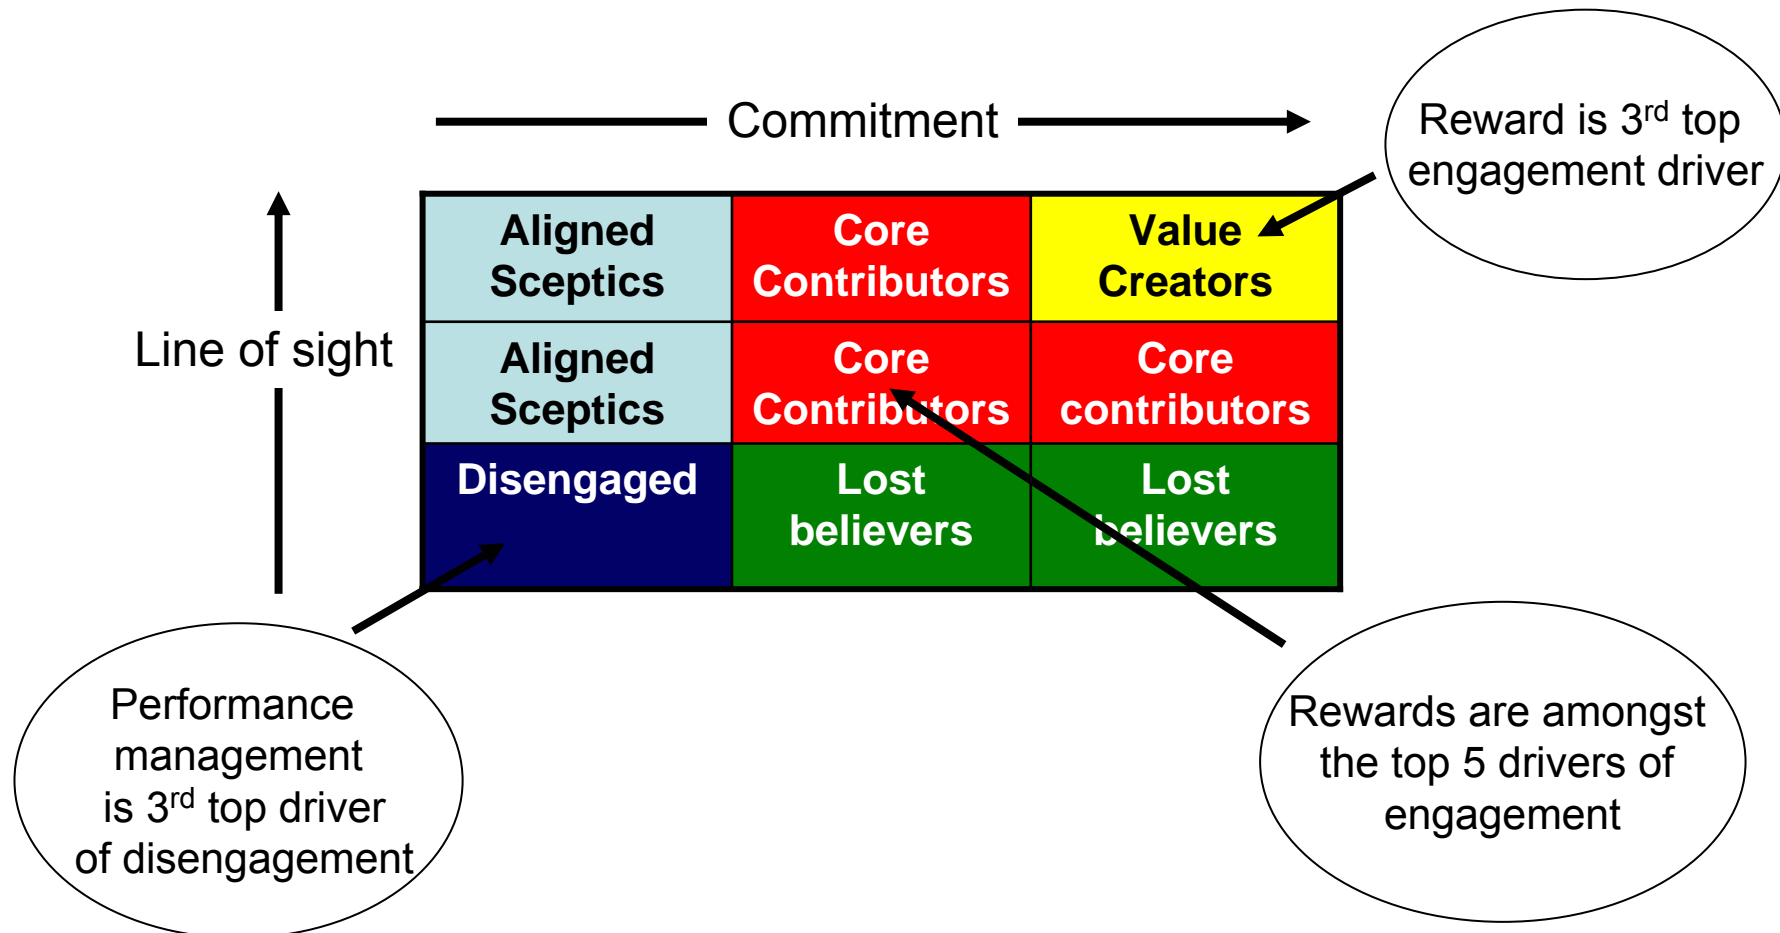 Commitment
Reward is 3rd top
engagement driver
Line of sight
Aligned
Sceptics
Core
Contributors
Value
Creators
Aligned
Sceptics
Core
Contributors
Core
contributors
Disengaged
Lost
believers
Lost
believers
Performance
management
is 3rd top driver
of disengagement
Rewards are amongst
the top 5 drivers of
engagement